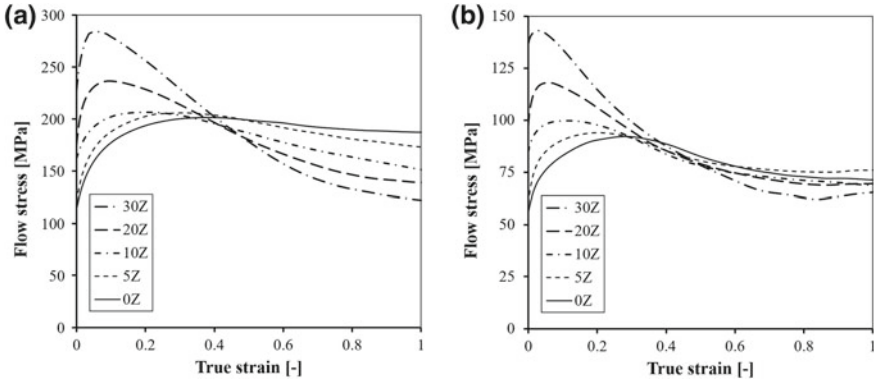 (a)
Flow stress [MPa]
300
250
200
150
100
50
0
30Z
20Z
10Z
5Z
0Z
0 0.2 0.4 0.6 0.8 1
True strain [-]
(b)
Flow stress [MPa]
150
125
100
75
50
25
0
30Z
20Z
10Z
5Z
0Z
0 0.2 0.4 0.6 0.8 1
True strain [-]